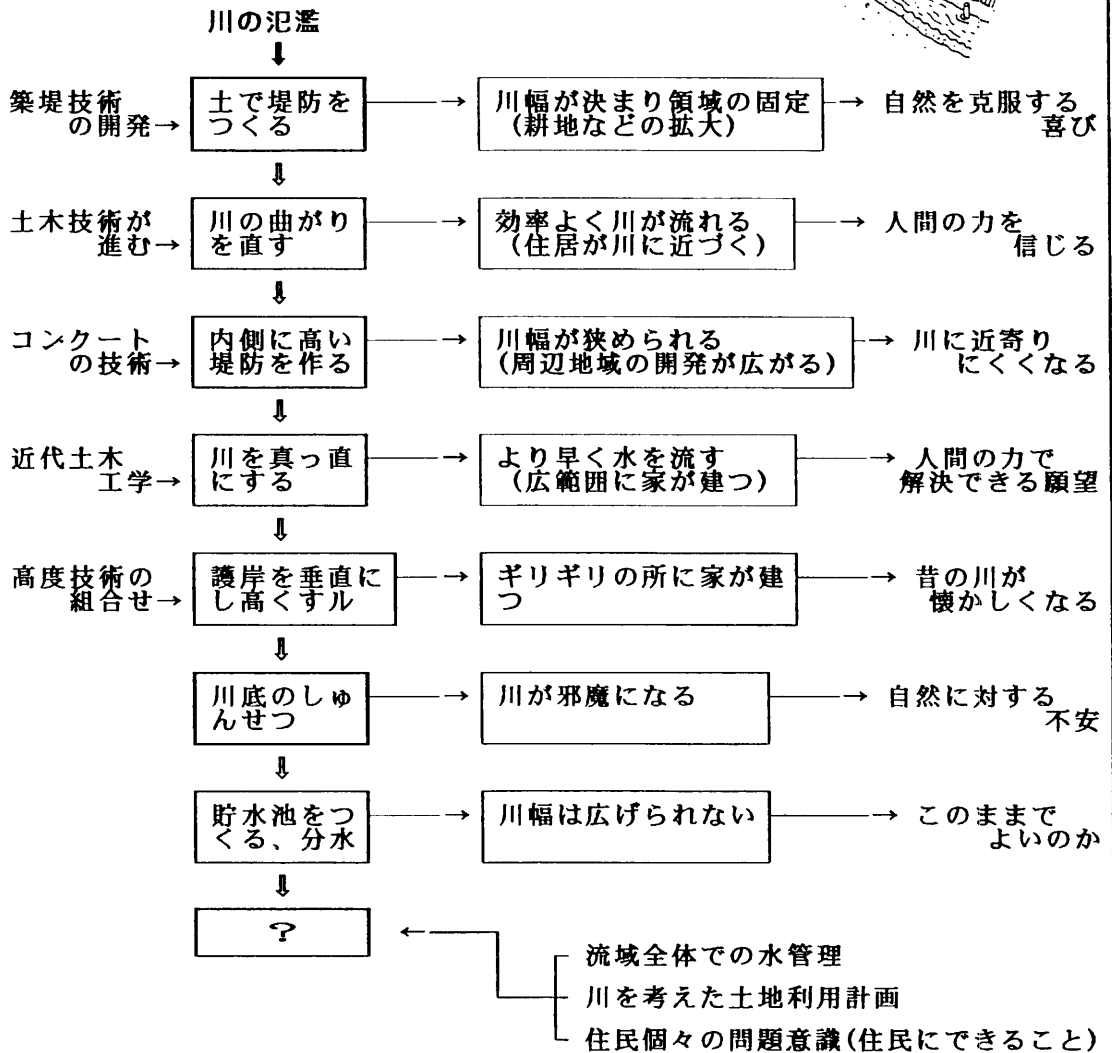 川の氾濫
築堤技術
の開発→
土で堤防を
つくる
川幅が決まり領域の固定
(耕地などの拡大)
自然を克服する
喜び
土木技術が
進む→
川の曲がり
を直す
効率よく川が流れる
(住居が川に近づく)
人間の力を
信じる
コンクート
の技術→
内側に高い
堤防を作る
川幅が狭められる
(周辺地域の開発が広がる)
川に近寄り
にくくなる
近代土木
工学→
川を真っ直
にする
より早く水を流す
(広範囲に家が建つ)
人間の力で
解決できる願望
高度技術の
組合せ→
護岸を垂直に
し高くすル
ギリギリの所に家が建
つ
昔の川が
懐かしくなる
川底のしゅ
んせつ
川が邪魔になる
自然に対する
不安
貯水池をつ
くる、分水
川幅は広げられない
このままで
よいのか
?
流域全体での水管理
川を考えた土地利用計画
住民個々の問題意識(住民にできること)